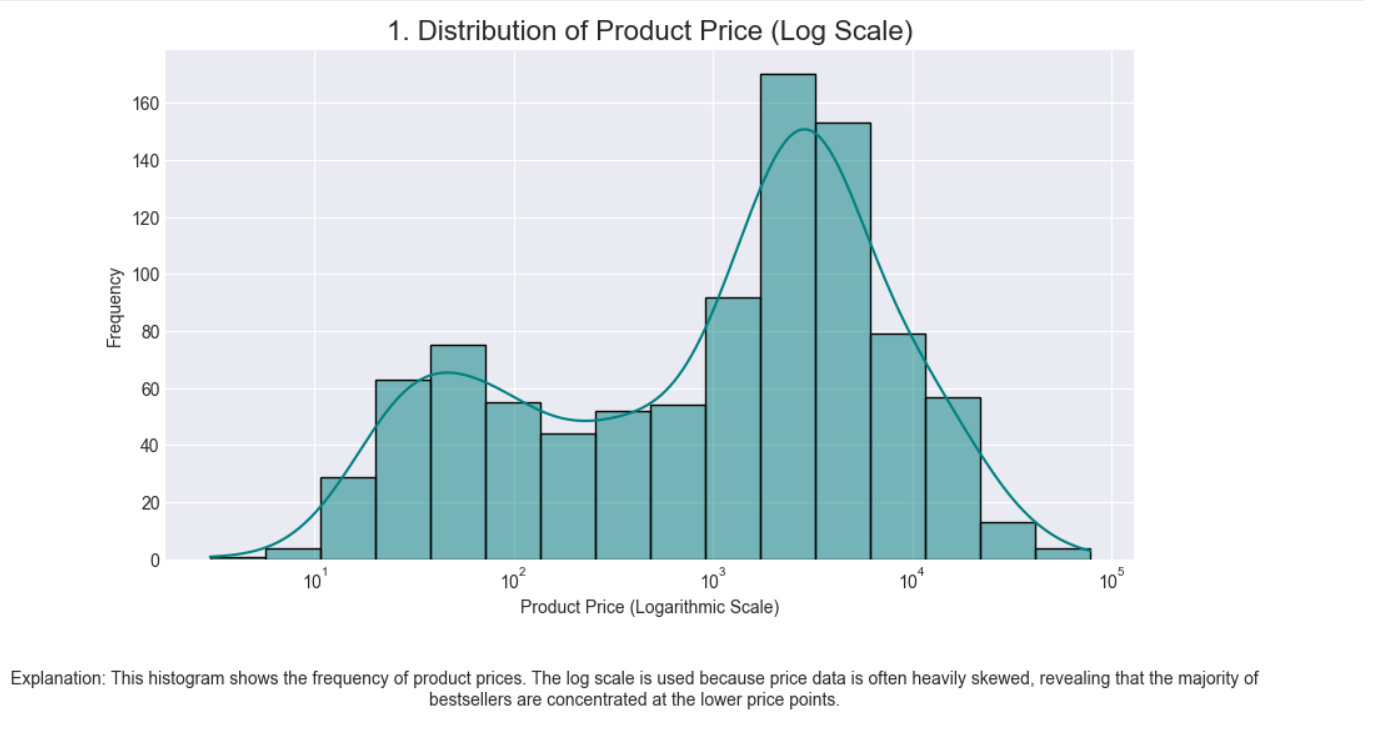 1. Distribution of Product Price (Log Scale)
160
140
120
100
80
60
40
20
0
Frequency
10^1
10^2
10^3
10^4
10^5
Product Price (Logarithmic Scale)
Explanation: This histogram shows the frequency of product prices. The log scale is used because price data is often heavily skewed, revealing that the majority of
bestsellers are concentrated at the lower price points.